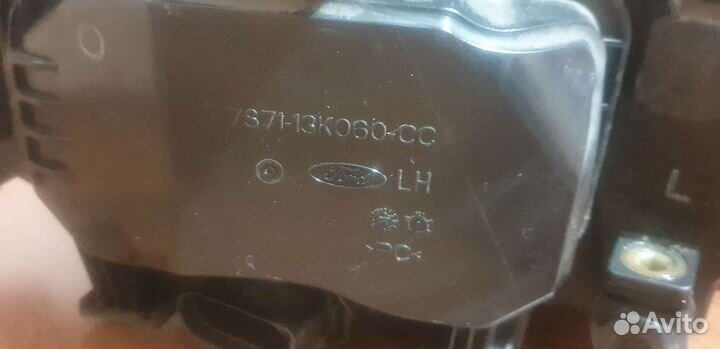 7S71-13K060-CC
Ford LH
L
>PC<
Avito